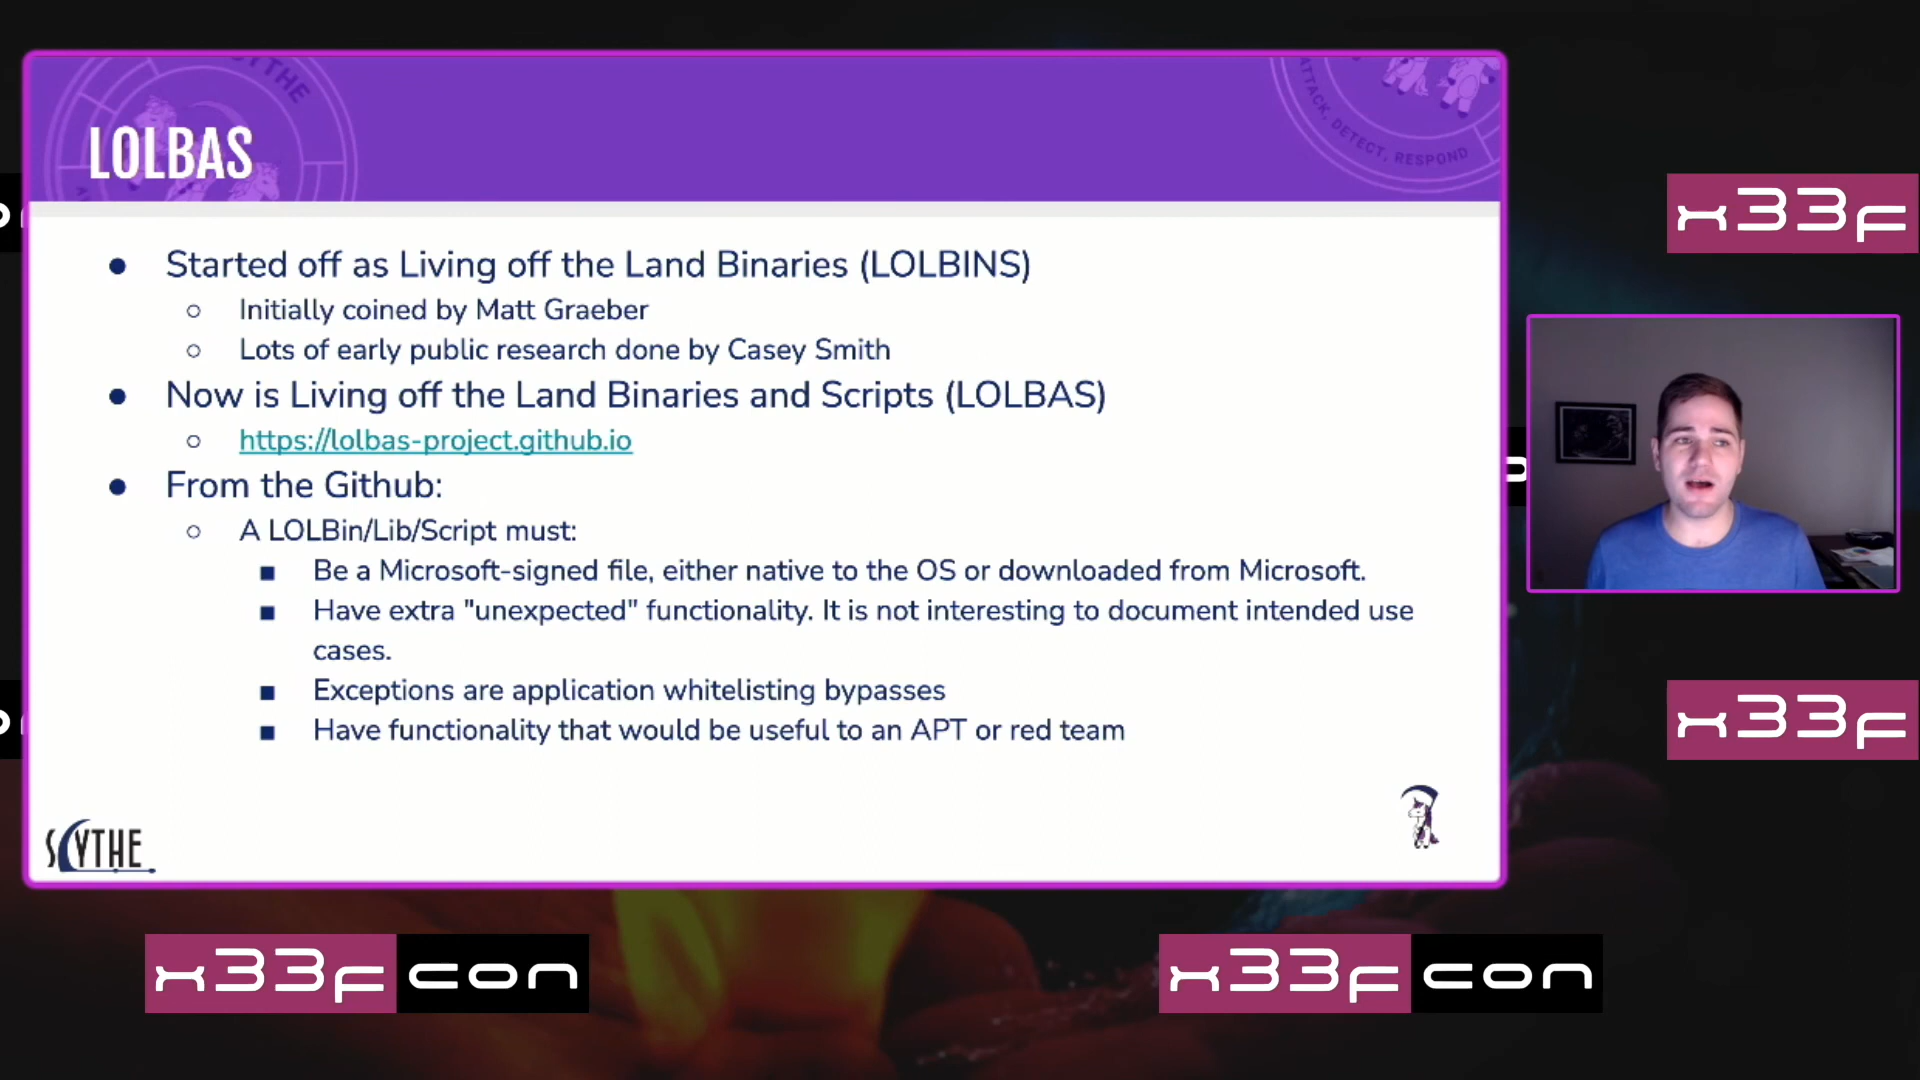 SCYTHE
ATTACK, DETECT, RESPOND
LOLBAS
Started off as Living off the Land Binaries (LOLBINS)
Initially coined by Matt Graeber
Lots of early public research done by Casey Smith
Now is Living off the Land Binaries and Scripts (LOLBAS)
https://lolbas-project.github.io
From the Github:
A LOLBin/Lib/Script must:
Be a Microsoft-signed file, either native to the OS or downloaded from Microsoft.
Have extra "unexpected" functionality. It is not interesting to document intended use
cases.
Exceptions are application whitelisting bypasses
Have functionality that would be useful to an APT or red team
SCYTHE
x33f
x33f
x33fcon
x33fcon